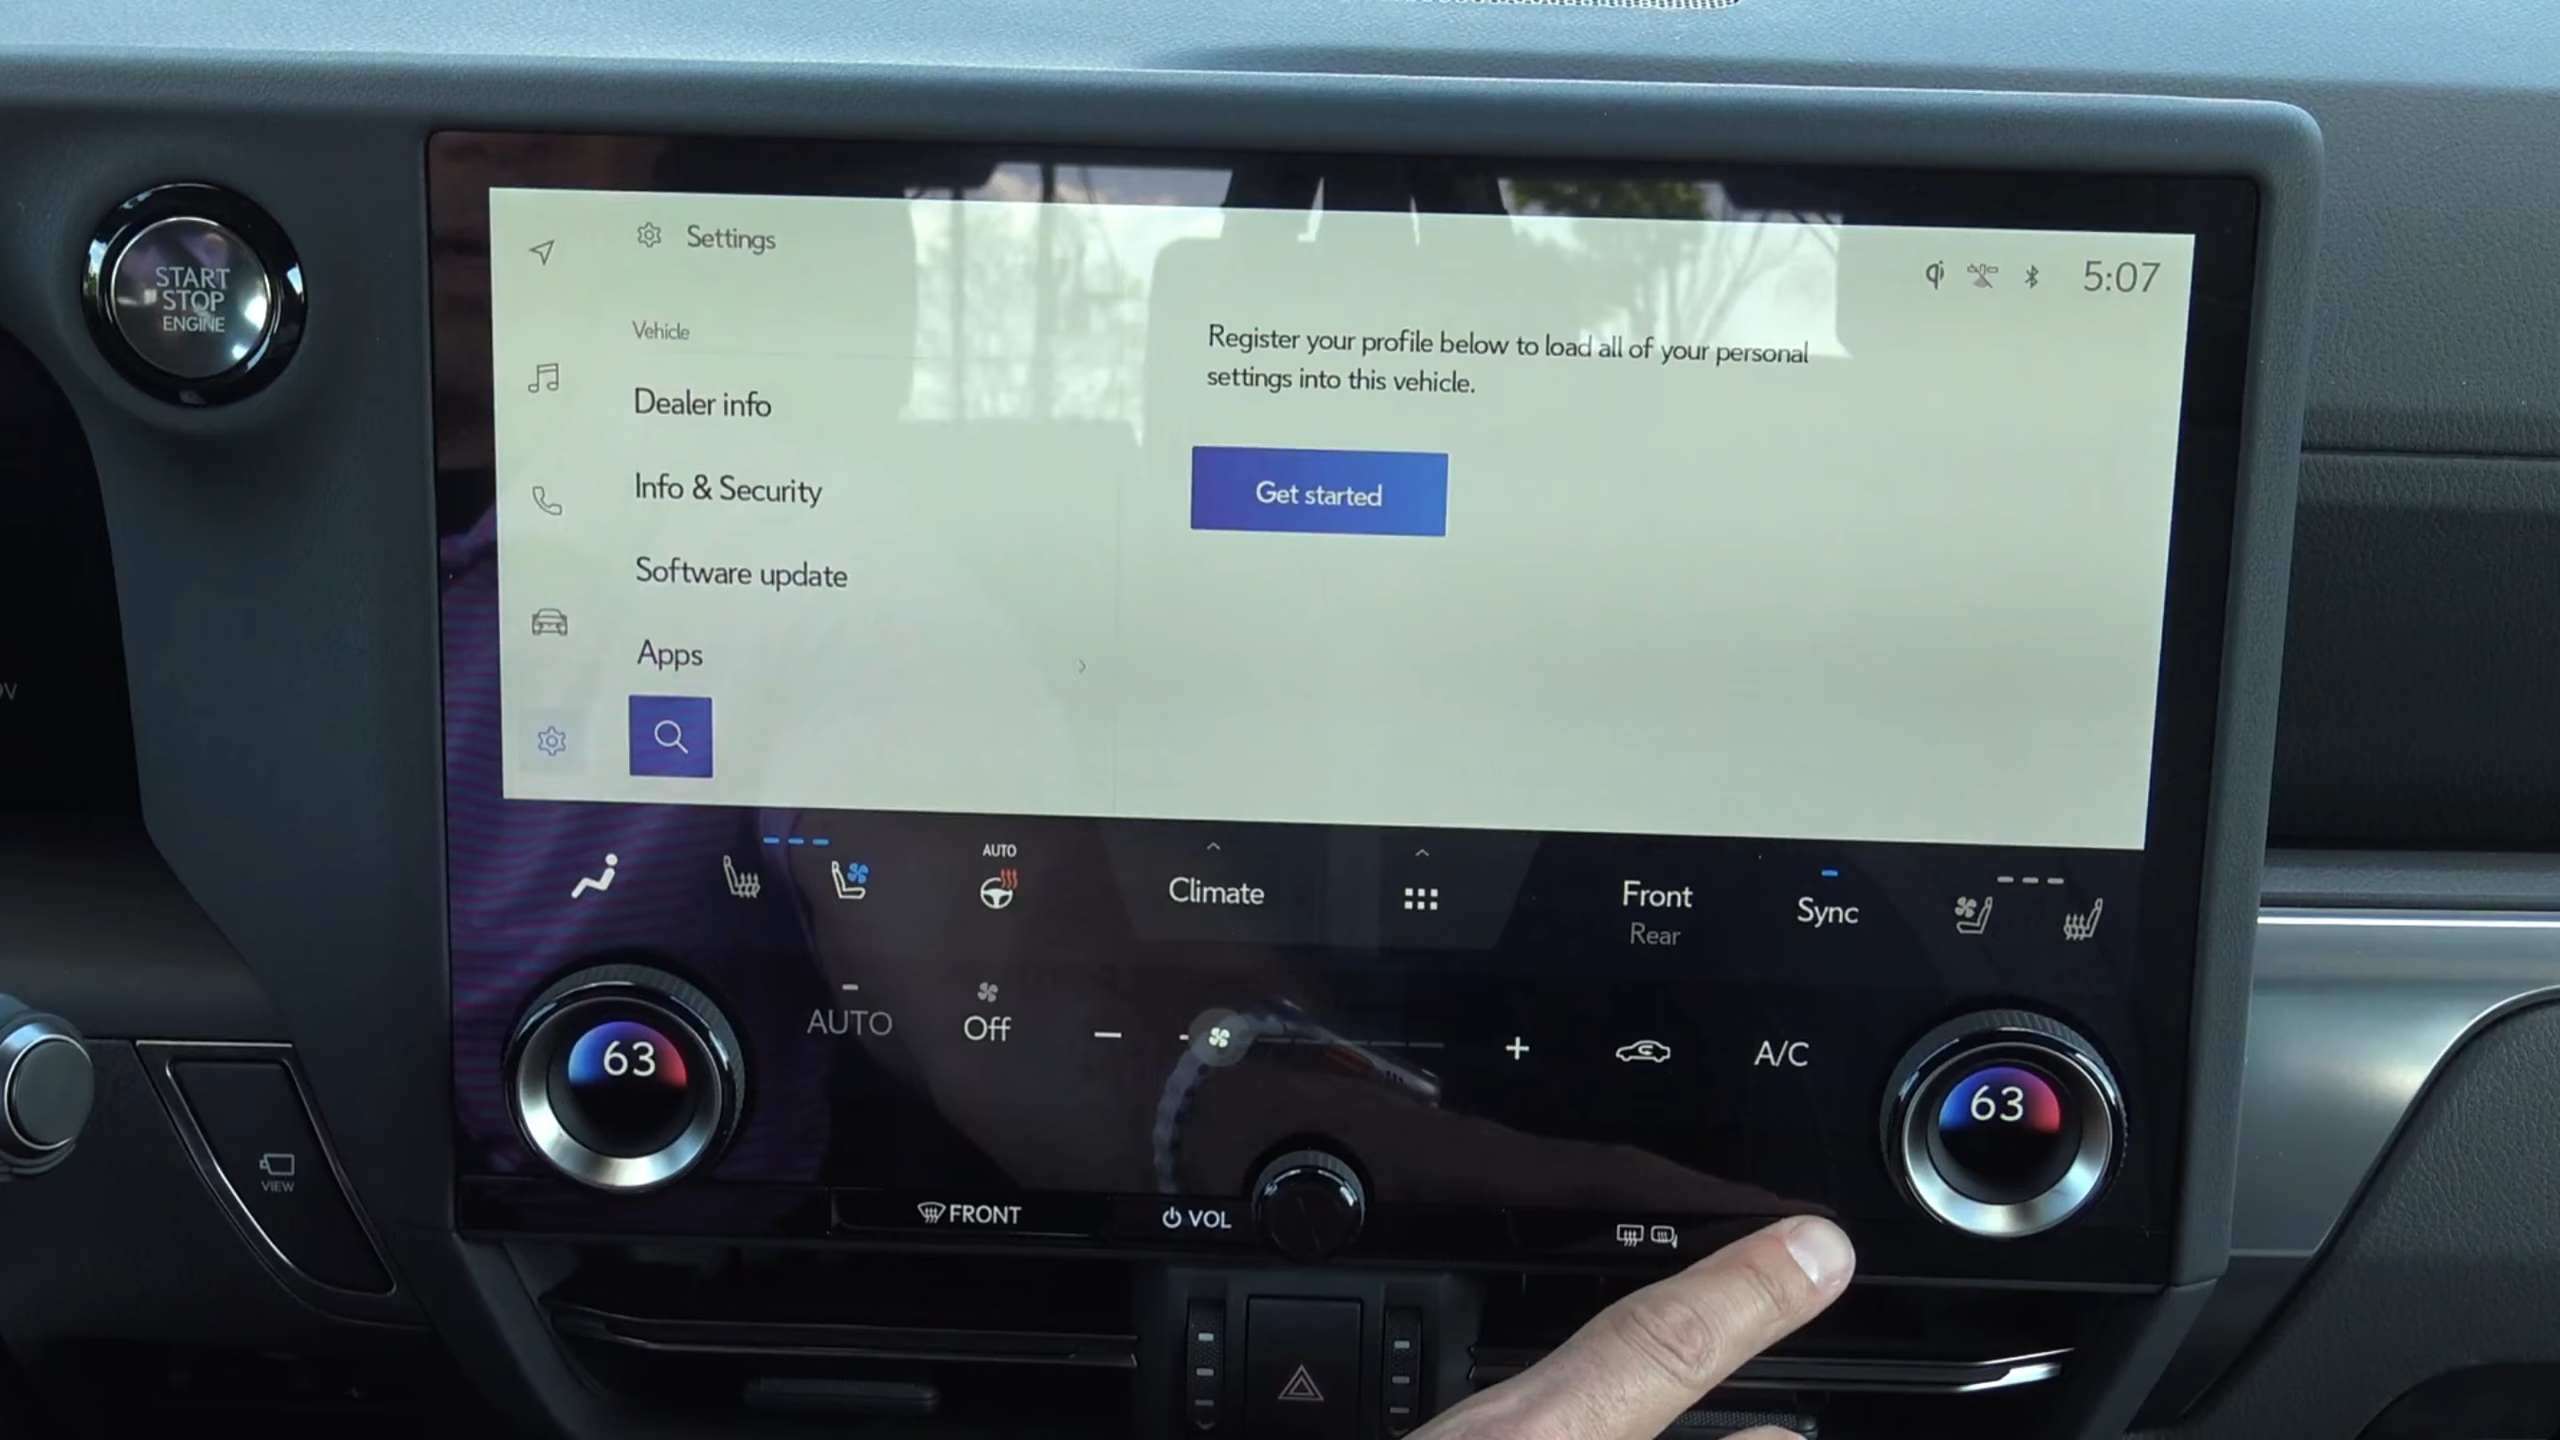 START
STOP
ENGINE
Settings
5:07
Vehicle
Dealer info
Info & Security
Software update
Apps
Register your profile below to load all of your personal
settings into this vehicle.
Get started
AUTO
Climate
Front
Rear
Sync
63
AUTO
Off
A/C
63
VIEW
FRONT
VOL